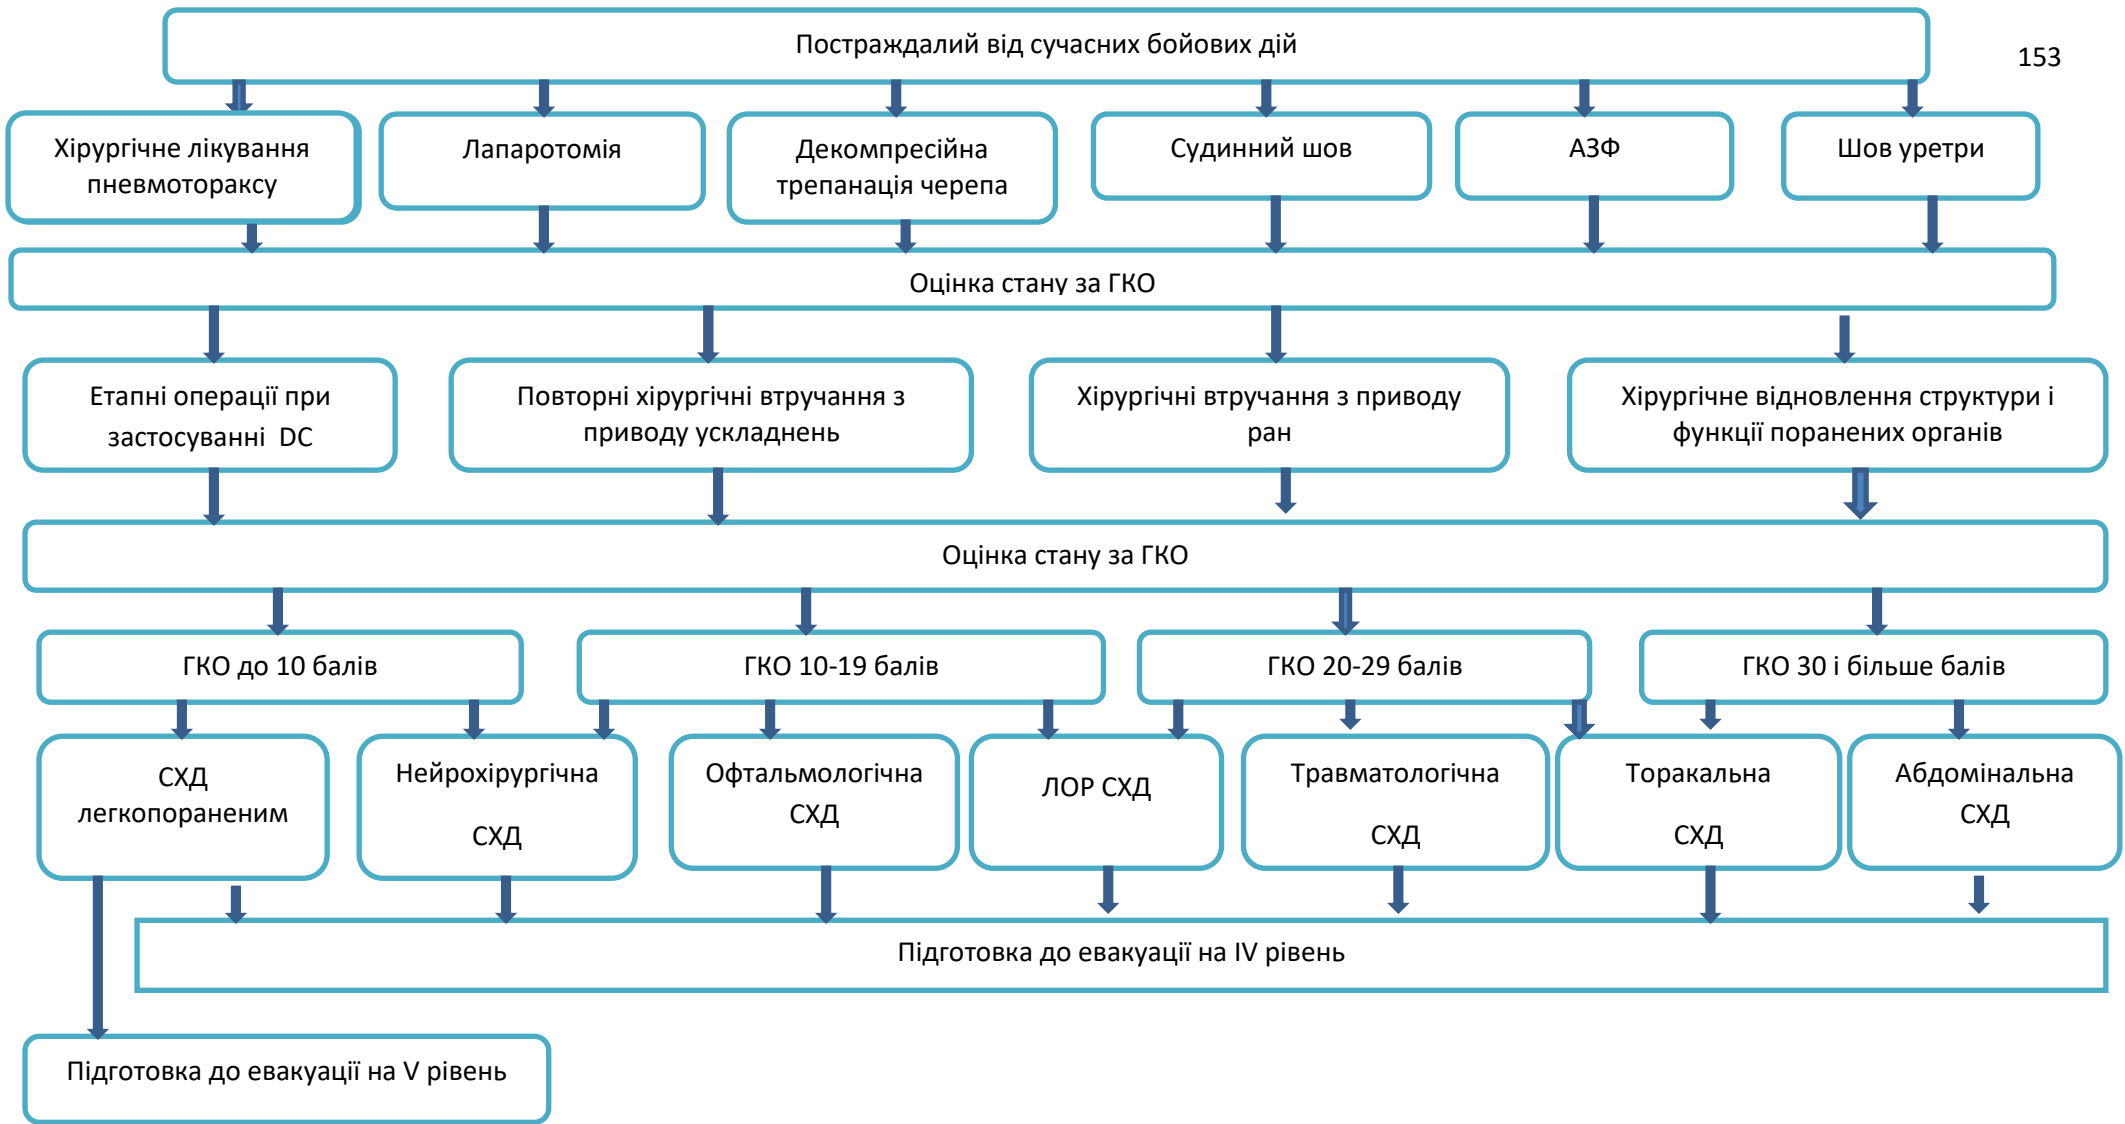 Постраждалий від сучасних бойових дій
153
Хірургічне лікування
пневмотораксу
Лапаротомія
Декомпресійна
трепанація черепа
Судинний шов
АЗФ
Шов уретри
Оцінка стану за ГКО
Етапні операції при
застосуванні DC
Повторні хірургічні втручання з
приводу ускладнень
Хірургічні втручання з приводу
ран
Хірургічне відновлення структури і
функції поранених органів
Оцінка стану за ГКО
ГКО до 10 балів
ГКО 10-19 балів
ГКО 20-29 балів
ГКО 30 і більше балів
СХД
легкопораненим
Нейрохірургічна
СХД
Офтальмологічна
СХД
ЛОР СХД
Травматологічна
СХД
Торакальна
СХД
Абдомінальна
СХД
Підготовка до евакуації на IV рівень
Підготовка до евакуації на V рівень